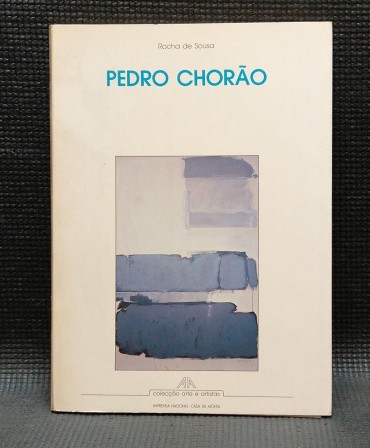 Rocha de Sousa
PEDRO CHORÃO
colecção arte e artistas
IMPRENSA NACIONAL - CASA DA MOEDA